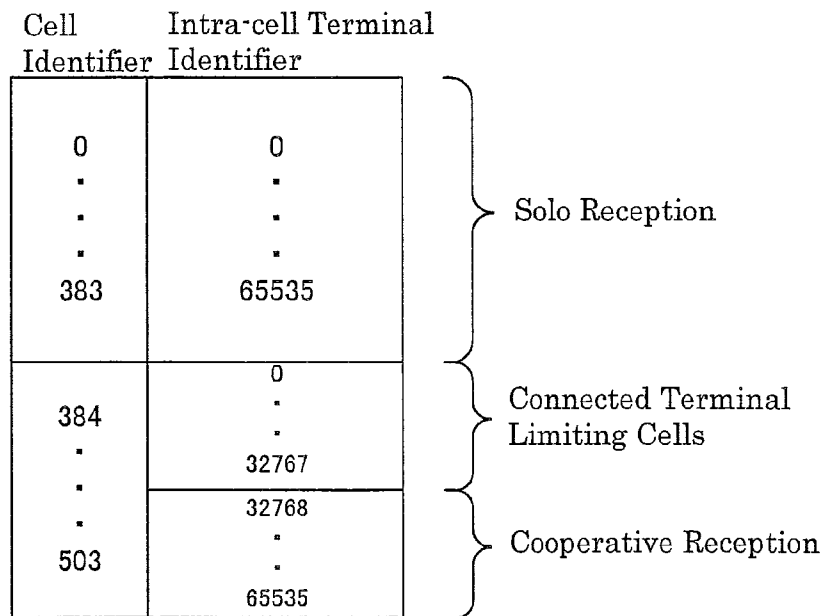 Cell Intra-cell Terminal
Identifier Identifier
0 0
383 65535
Solo Reception
0
384
32767
Connected Terminal
Limiting Cells
32768
503
65535
Cooperative Reception